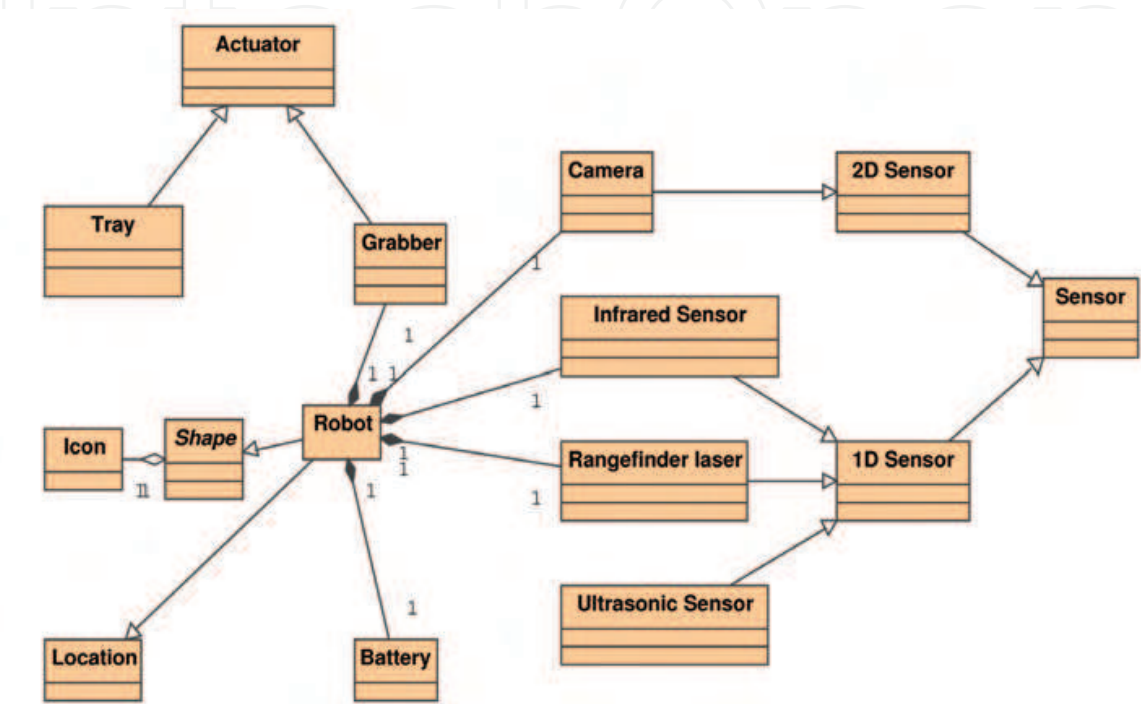 Actuator
Camera
2D Sensor
Tray
Grabber
1
Sensor
Infrared Sensor
1
1 1
1
Robot
Shape
Icon
1
1
Rangefinder laser
1D Sensor
11
1
1
Ultrasonic Sensor
1
Location
Battery